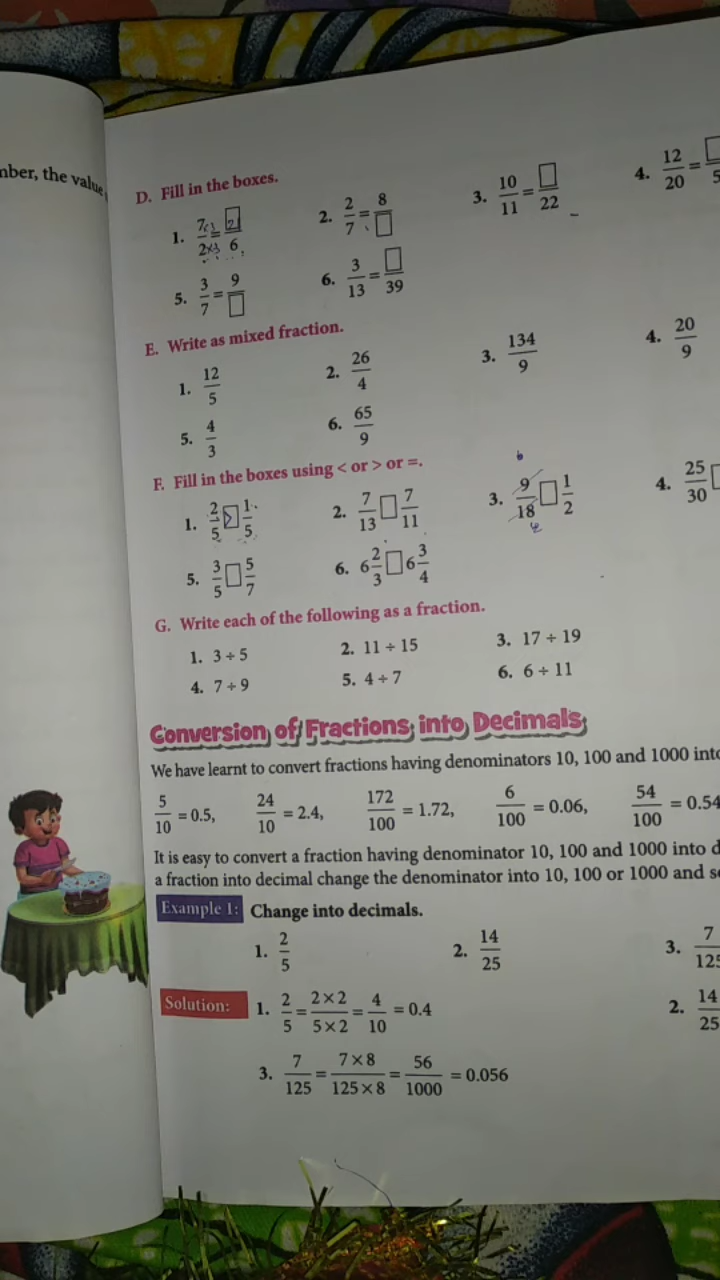 mber, the value
D. Fill in the boxes.
1. 7×3/2×3 = 21/6
2. 2/7 = 8/□
3. 10/11 = □/22
4. 12/20 = □/5
5. 3/7 = 9/□
6. 3/13 = □/39
E. Write as mixed fraction.
1. 12/5
2. 26/4
3. 134/9
4. 20/9
5. 4/3
6. 65/9
F. Fill in the boxes using < or > or =.
1. 2/5 > 1/5
2. 7/13 □ 7/11
3. 9/18 □ 1/2
4. 25/30 □
5. 3/5 □ 5/7
6. 6 2/3 □ 6 3/4
G. Write each of the following as a fraction.
1. 3 ÷ 5
2. 11 ÷ 15
3. 17 ÷ 19
4. 7 ÷ 9
5. 4 ÷ 7
6. 6 ÷ 11
Conversion of Fractions into Decimals
We have learnt to convert fractions having denominators 10, 100 and 1000 into
5/10 = 0.5, 24/10 = 2.4, 172/100 = 1.72, 6/100 = 0.06, 54/100 = 0.54
It is easy to convert a fraction having denominator 10, 100 and 1000 into d
a fraction into decimal change the denominator into 10, 100 or 1000 and s
Example 1: Change into decimals.
1. 2/5
2. 14/25
3. 7/125
Solution: 1. 2/5 = 2×2/5×2 = 4/10 = 0.4
2. 14/25
3. 7/125 = 7×8/125×8 = 56/1000 = 0.056